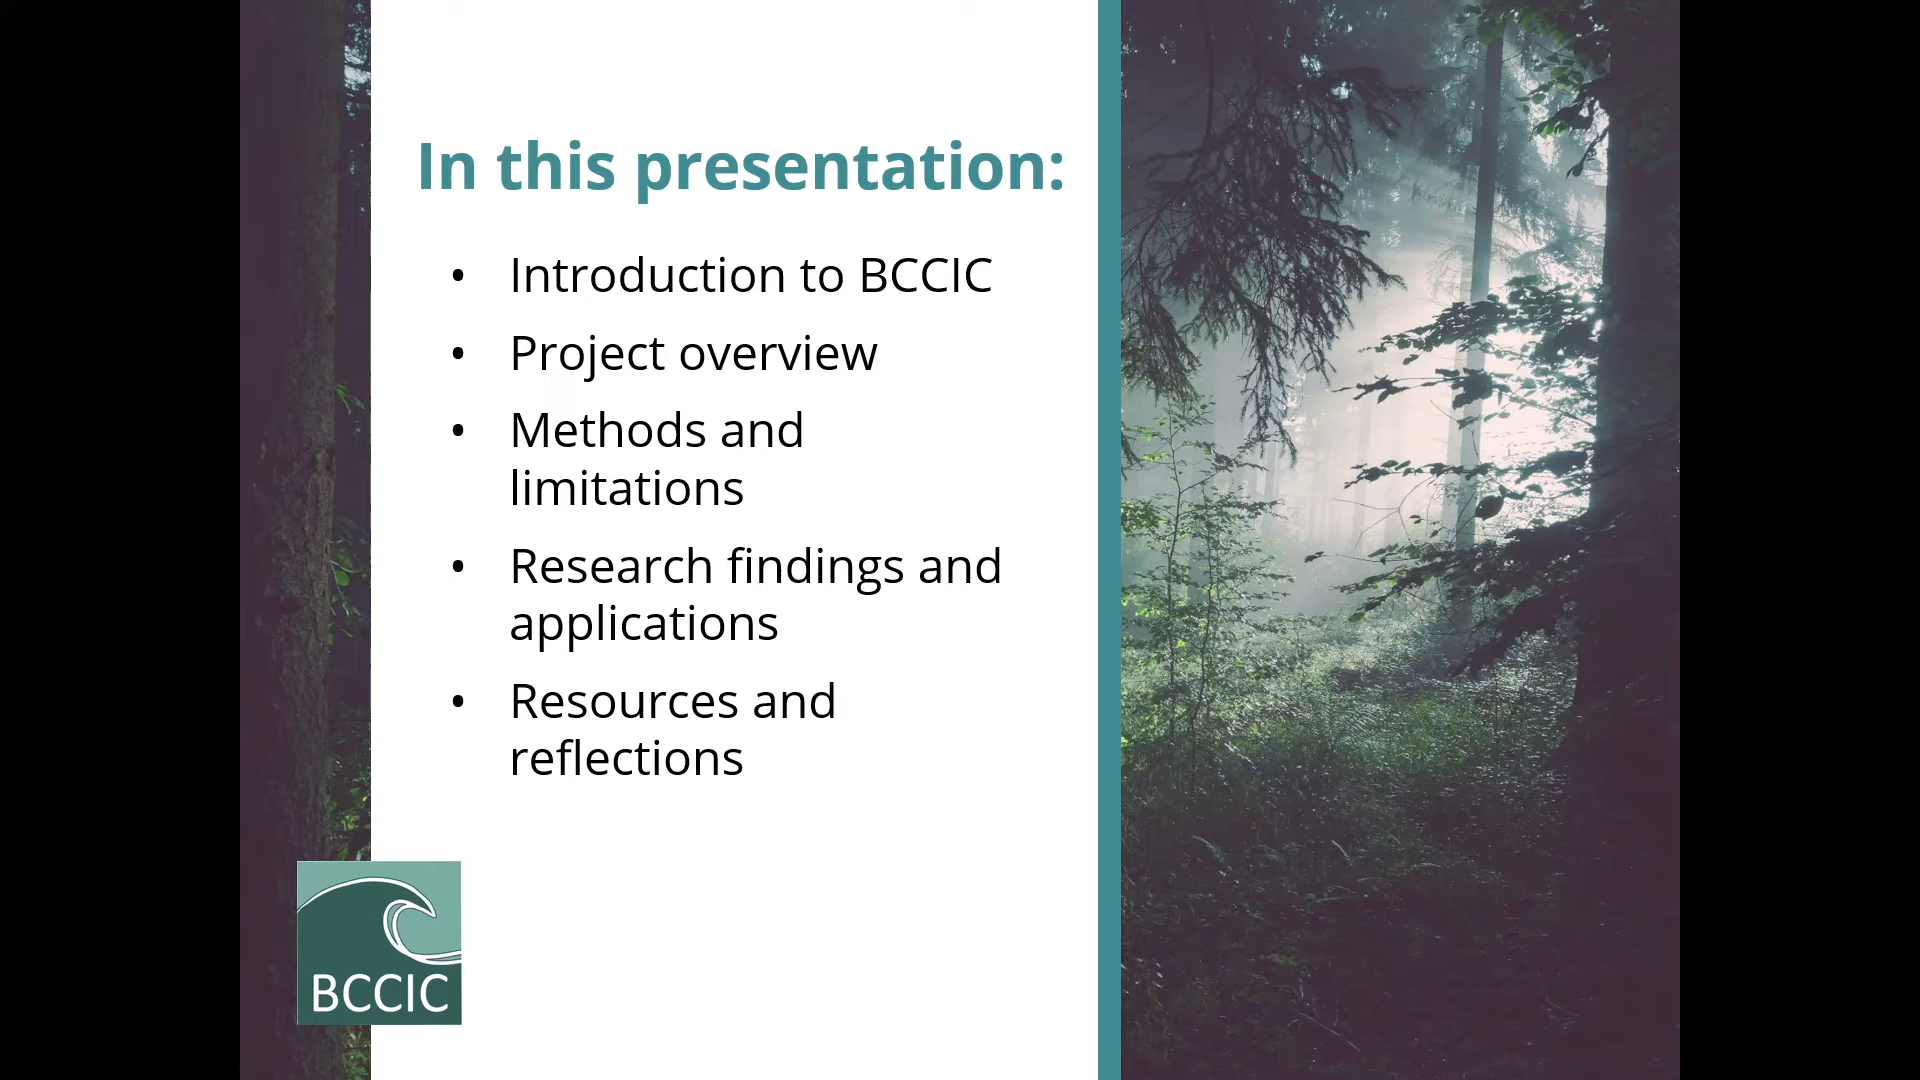 In this presentation:
• Introduction to BCCIC
• Project overview
• Methods and
limitations
• Research findings and
applications
• Resources and
reflections
BCCIC